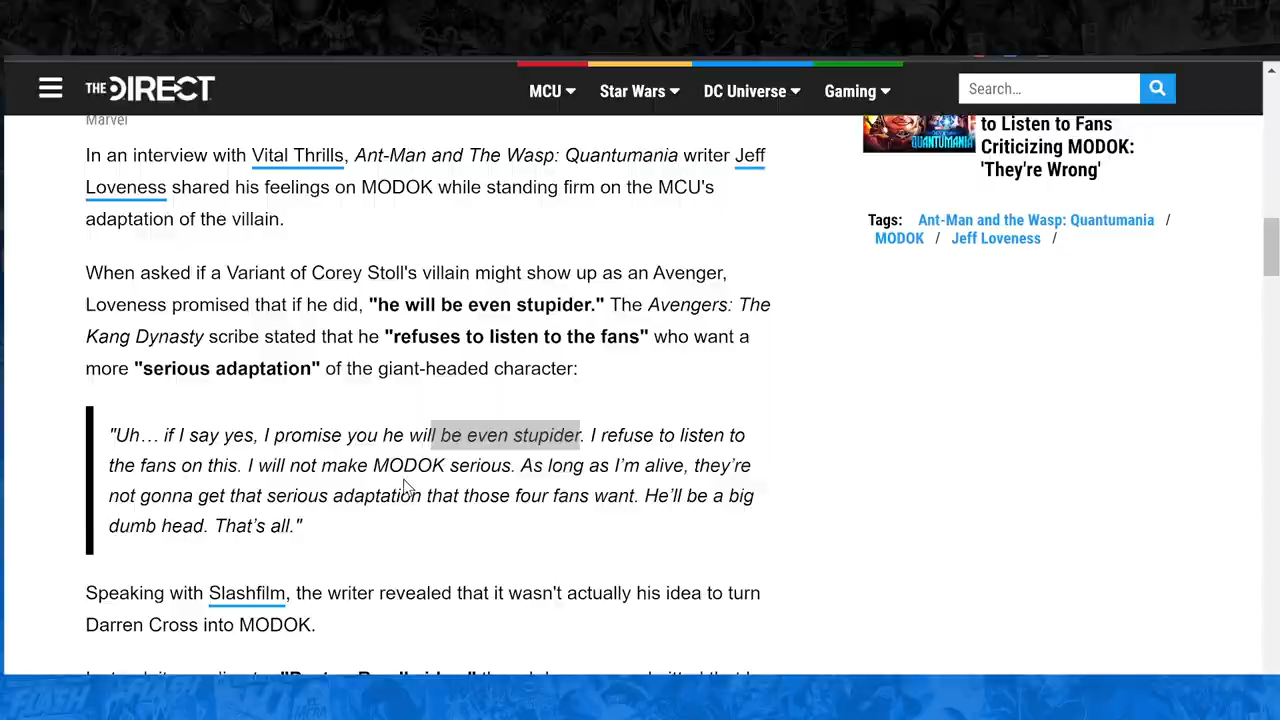 THE DIRECT
MCU
Star Wars
DC Universe
Gaming
Search…
Marvel
In an interview with Vital Thrills, Ant-Man and The Wasp: Quantumania writer Jeff
Loveness shared his feelings on MODOK while standing firm on the MCU's
adaptation of the villain.
When asked if a Variant of Corey Stoll's villain might show up as an Avenger,
Loveness promised that if he did, "he will be even stupider." The Avengers: The
Kang Dynasty scribe stated that he "refuses to listen to the fans" who want a
more "serious adaptation" of the giant-headed character:
"Uh… if I say yes, I promise you he will be even stupider. I refuse to listen to
the fans on this. I will not make MODOK serious. As long as I’m alive, they’re
not gonna get that serious adaptation that those four fans want. He’ll be a big
dumb head. That’s all."
Speaking with Slashfilm, the writer revealed that it wasn't actually his idea to turn
Darren Cross into MODOK.
QUANTUMANIA
to Listen to Fans
Criticizing MODOK:
'They're Wrong'
Tags: Ant-Man and the Wasp: Quantumania /
MODOK / Jeff Loveness /